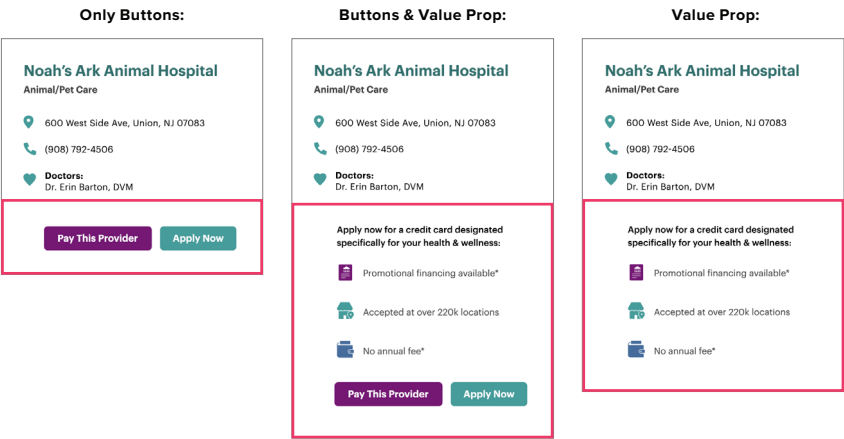 Only Buttons:
Noah's Ark Animal Hospital
Animal/Pet Care
600 West Side Ave, Union, NJ 07083
(908) 792-4506
Doctors:
Dr. Erin Barton, DVM
Pay This Provider
Apply Now
Buttons & Value Prop:
Noah's Ark Animal Hospital
Animal/Pet Care
600 West Side Ave, Union, NJ 07083
(908) 792-4506
Doctors:
Dr. Erin Barton, DVM
Apply now for a credit card designated
specifically for your health & wellness:
Promotional financing available*
Accepted at over 220k locations
No annual fee*
Pay This Provider
Apply Now
Value Prop:
Noah's Ark Animal Hospital
Animal/Pet Care
600 West Side Ave, Union, NJ 07083
(908) 792-4506
Doctors:
Dr. Erin Barton, DVM
Apply now for a credit card designated
specifically for your health & wellness:
Promotional financing available*
Accepted at over 220k locations
No annual fee*